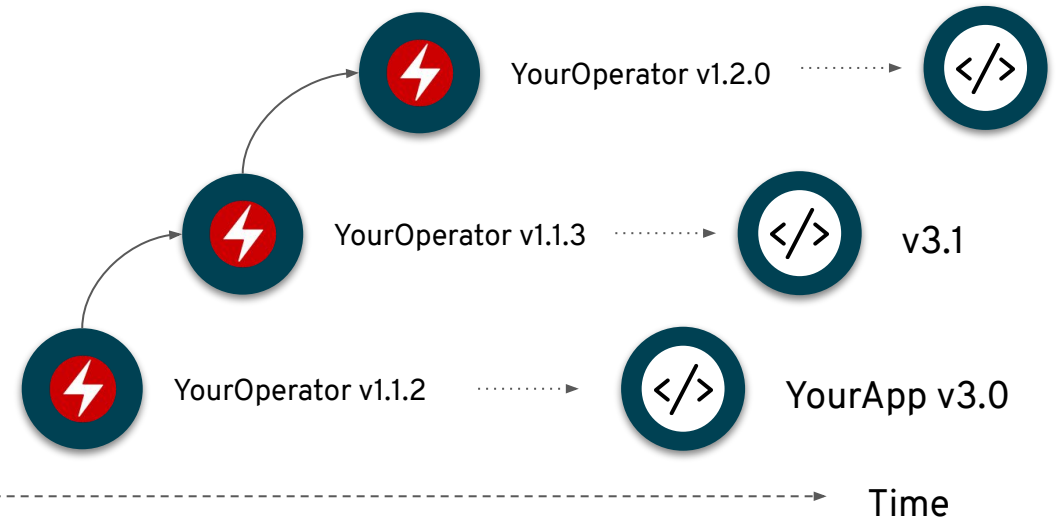 YourOperator v1.2.0
</>
YourOperator v1.1.3
</>
v3.1
YourOperator v1.1.2
</>
YourApp v3.0
Time